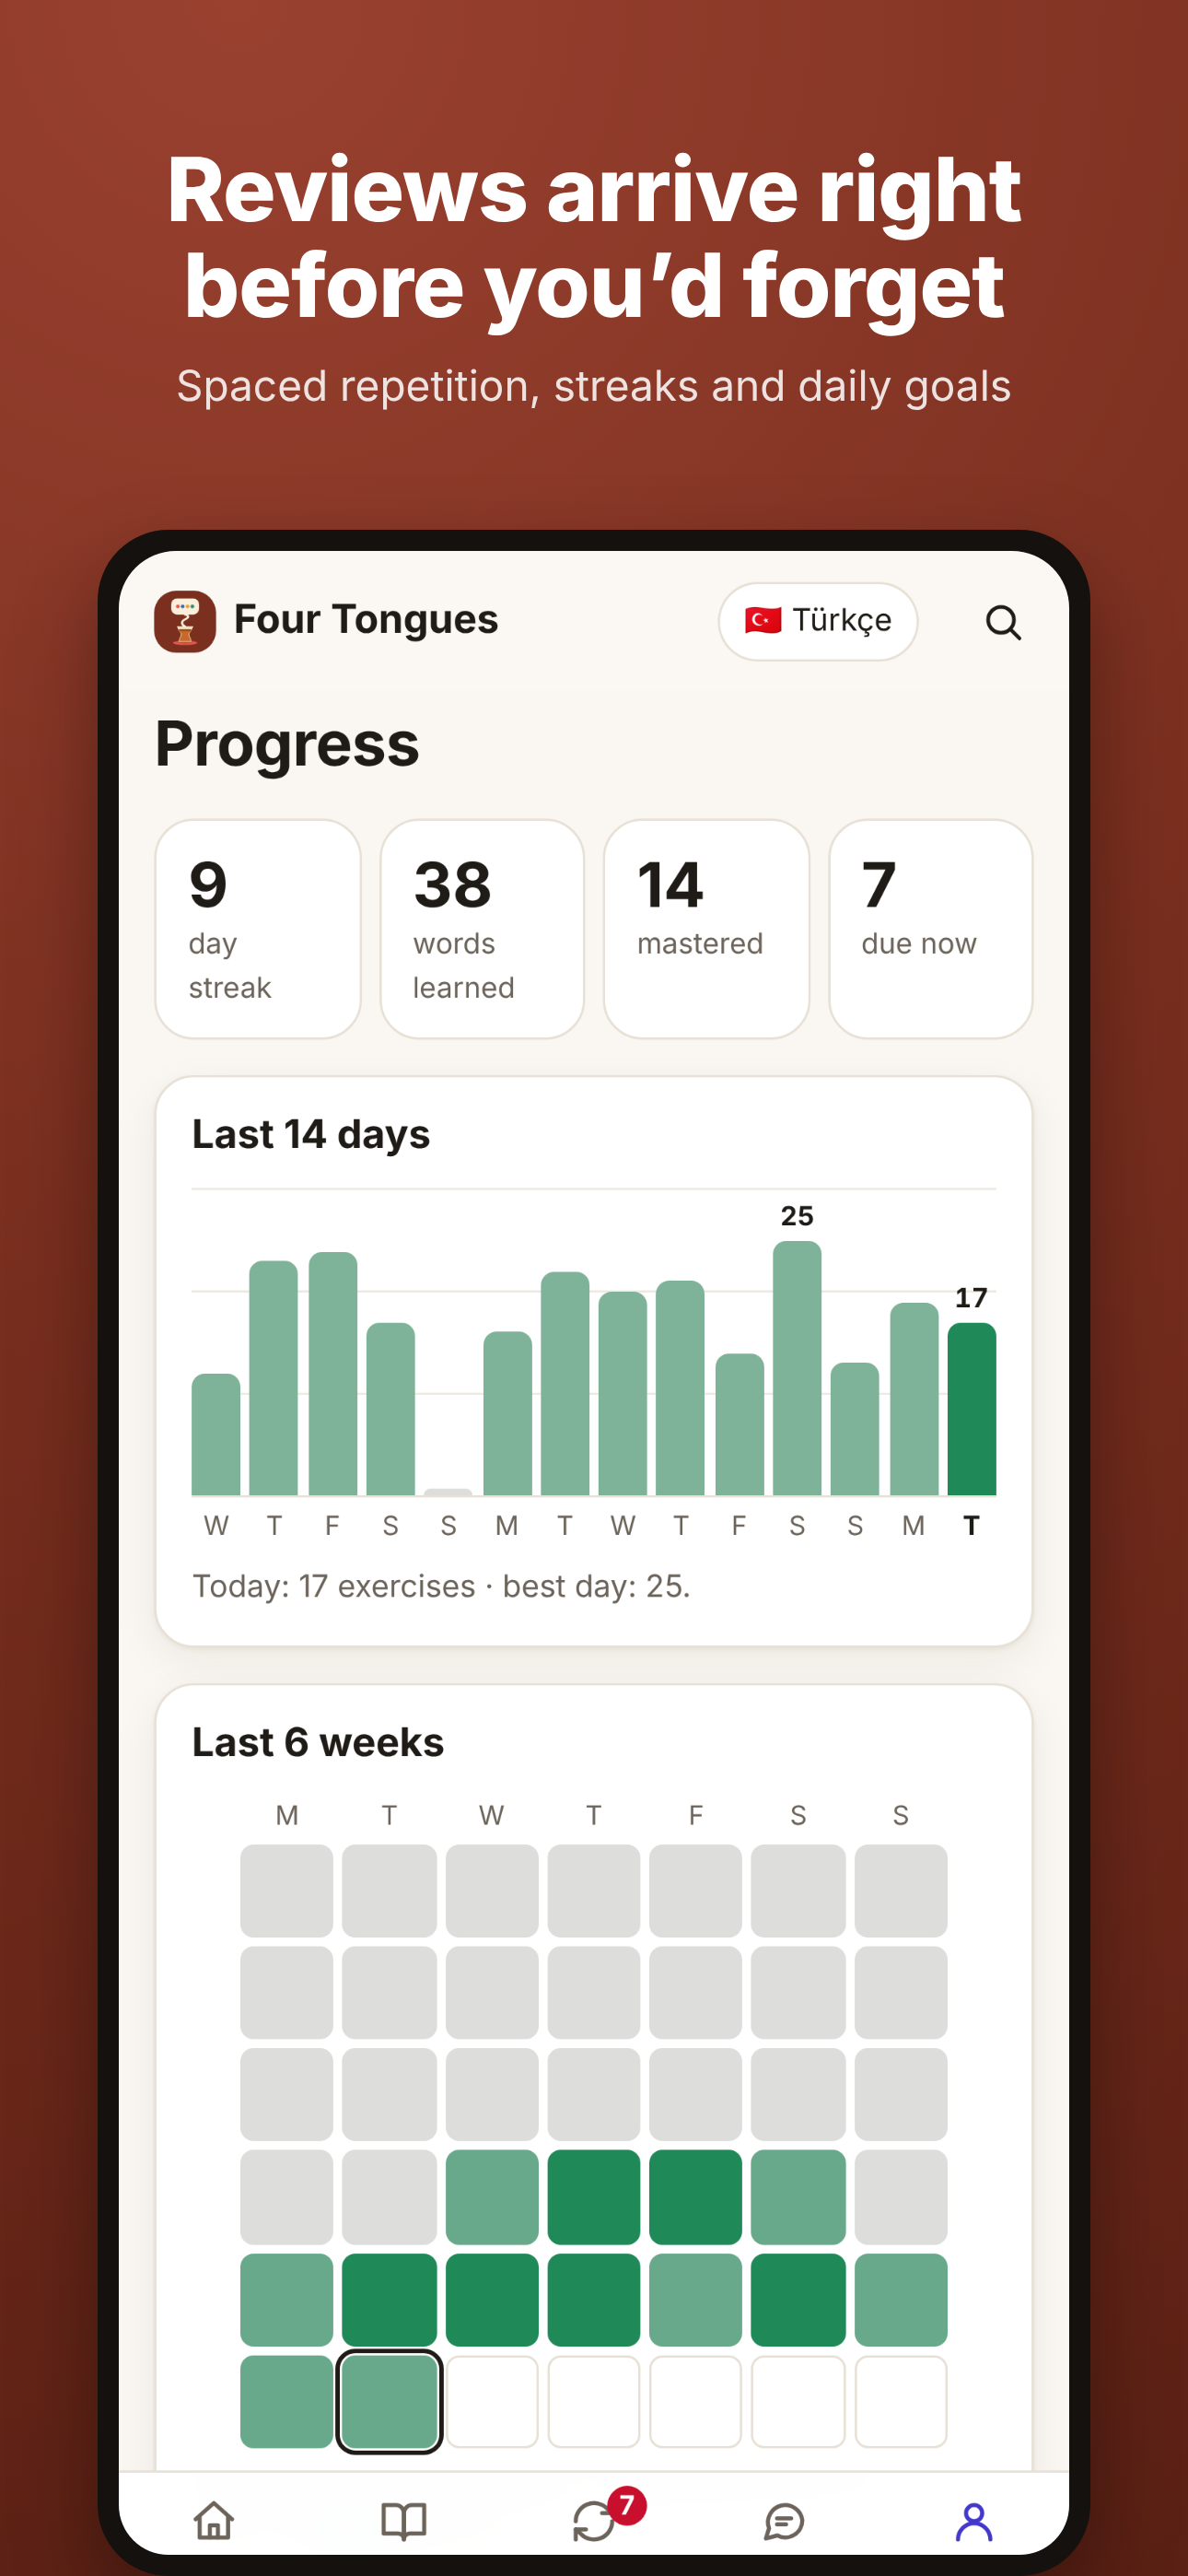 Reviews arrive right
before you’d forget
Spaced repetition, streaks and daily goals
Four Tongues
Türkçe
Progress
9
day
streak
38
words
learned
14
mastered
7
due now
Last 14 days
25
17
W T F S S M T W T F S S M T
Today: 17 exercises · best day: 25.
Last 6 weeks
M T W T F S S
7